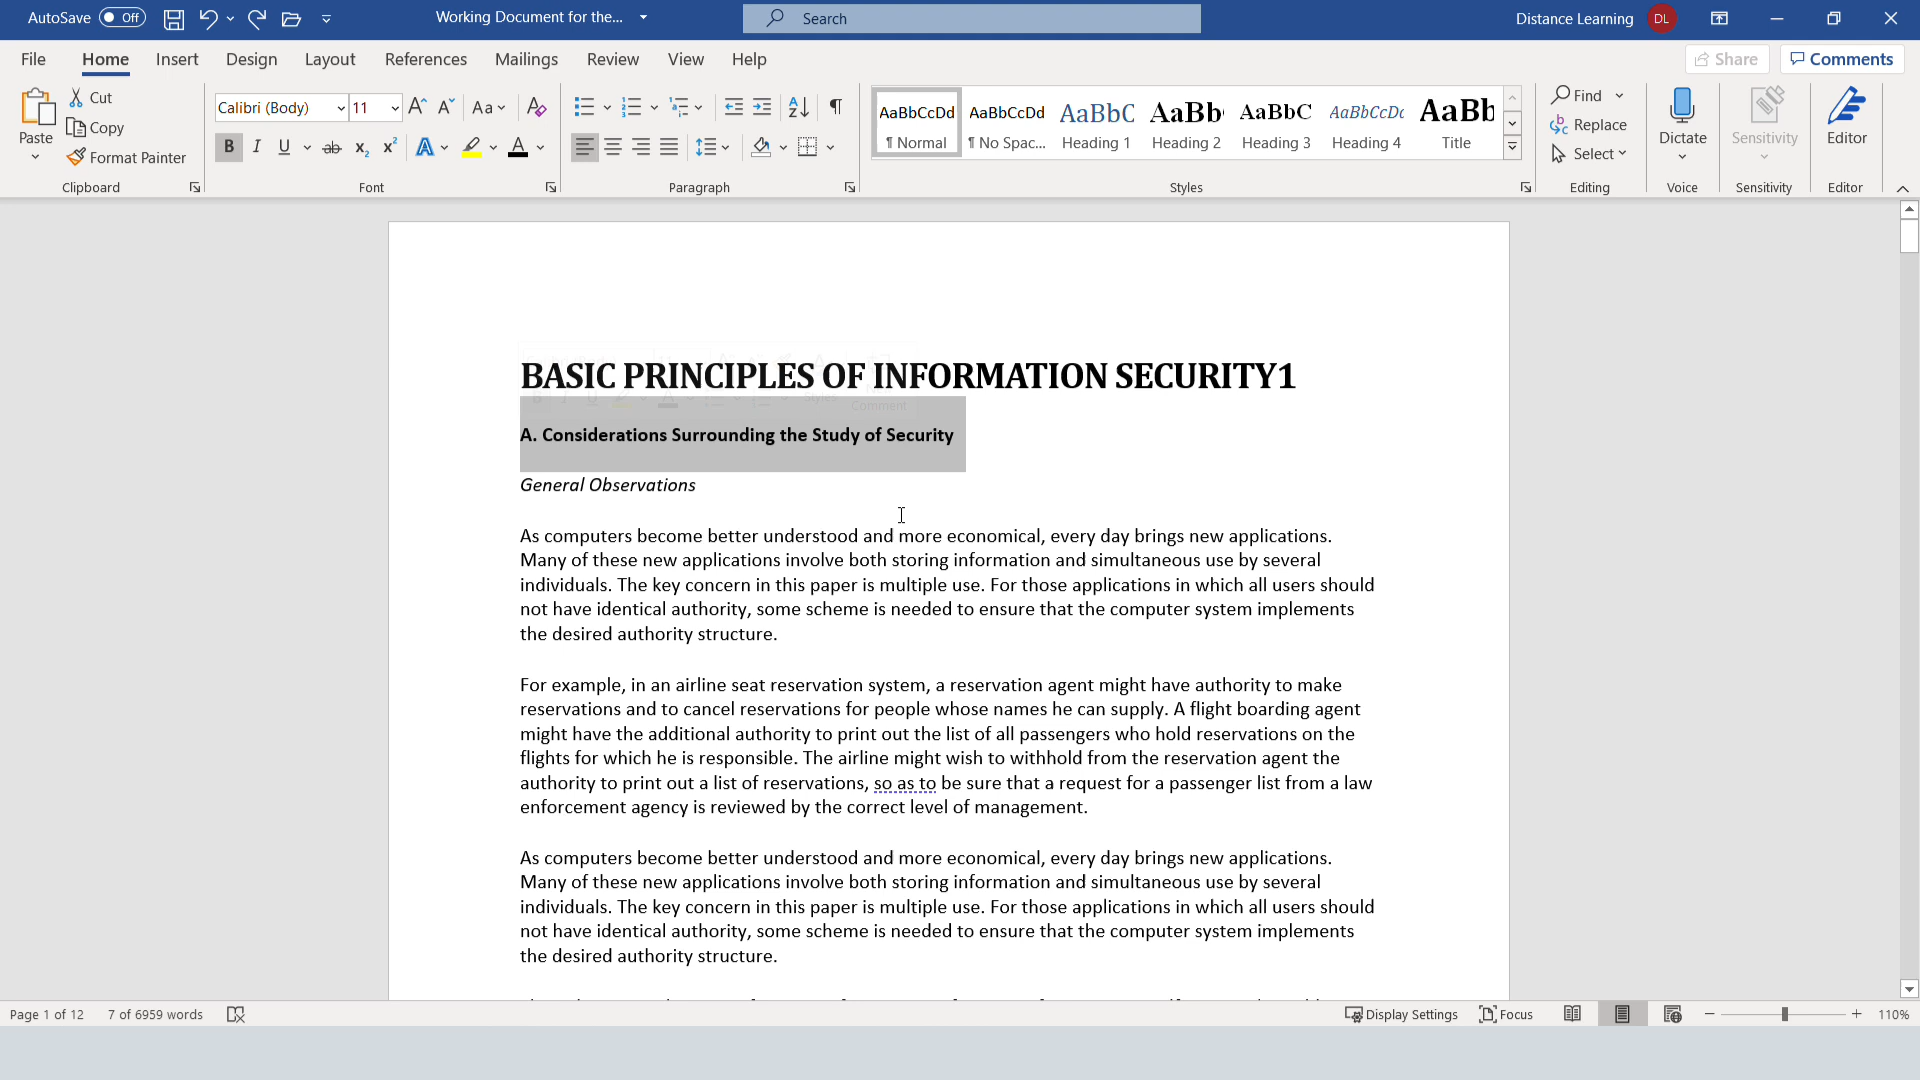 AutoSave Off Working Document for the... Search Distance Learning DL
File Home Insert Design Layout References Mailings Review View Help Share Comments
Paste Cut Copy Format Painter Clipboard
Calibri (Body) 11 Aa
B I U ab x2 x2 A A Font
Paragraph
AaBbCcDd AaBbCcDd AaBbC AaBb AaBbC AaBbCcDc AaBb
¶ Normal ¶ No Spac... Heading 1 Heading 2 Heading 3 Heading 4 Title
Styles
Find
Replace
Select
Editing
Dictate
Voice
Sensitivity
Sensitivity
Editor
Editor
BASIC PRINCIPLES OF INFORMATION SECURITY1
A. Considerations Surrounding the Study of Security
General Observations
As computers become better understood and more economical, every day brings new applications.
Many of these new applications involve both storing information and simultaneous use by several
individuals. The key concern in this paper is multiple use. For those applications in which all users should
not have identical authority, some scheme is needed to ensure that the computer system implements
the desired authority structure.
For example, in an airline seat reservation system, a reservation agent might have authority to make
reservations and to cancel reservations for people whose names he can supply. A flight boarding agent
might have the additional authority to print out the list of all passengers who hold reservations on the
flights for which he is responsible. The airline might wish to withhold from the reservation agent the
authority to print out a list of reservations, so as to be sure that a request for a passenger list from a law
enforcement agency is reviewed by the correct level of management.
As computers become better understood and more economical, every day brings new applications.
Many of these new applications involve both storing information and simultaneous use by several
individuals. The key concern in this paper is multiple use. For those applications in which all users should
not have identical authority, some scheme is needed to ensure that the computer system implements
the desired authority structure.
Page 1 of 12 7 of 6959 words Display Settings Focus 110%